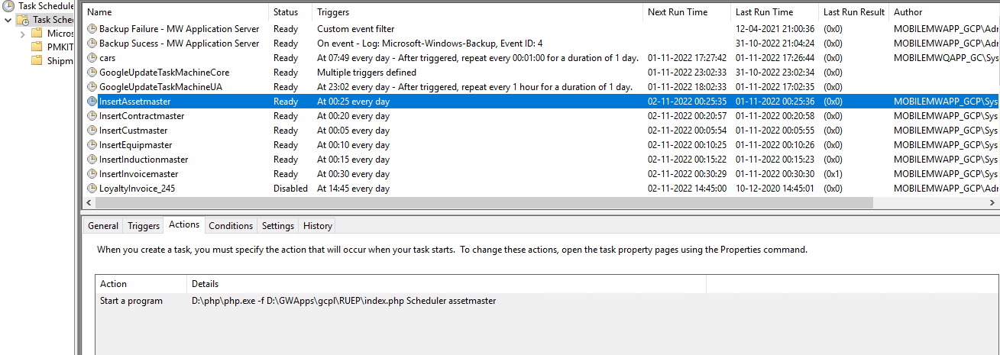 Task Schedule
Task Sched
Micros
PMKIT
Shipm
Name Status Triggers Next Run Time Last Run Time Last Run Result Author
Backup Failure - MW Application Server Ready Custom event filter 12-04-2021 21:00:36 (0x0) MOBILEMWAPP_GCP\Adr
Backup Sucess - MW Application Server Ready On event - Log: Microsoft-Windows-Backup, Event ID: 4 31-10-2022 21:04:24 (0x0) MOBILEMWAPP_GCP\Adr
cars Ready At 07:49 every day - After triggered, repeat every 00:01:00 for a duration of 1 day. 01-11-2022 17:27:42 01-11-2022 17:26:44 (0x0) MOBILEMWQAPP_GC\Sys
GoogleUpdateTaskMachineCore Ready Multiple triggers defined 01-11-2022 23:02:33 31-10-2022 23:02:34 (0x0)
GoogleUpdateTaskMachineUA Ready At 23:02 every day - After triggered, repeat every 1 hour for a duration of 1 day. 01-11-2022 18:02:33 01-11-2022 17:02:35 (0x0)
InsertAssetmaster Ready At 00:25 every day 02-11-2022 00:25:35 01-11-2022 00:25:36 (0x0) MOBILEMWAPP_GCP\Sys
InsertContractmaster Ready At 00:20 every day 02-11-2022 00:20:57 01-11-2022 00:20:58 (0x0) MOBILEMWAPP_GCP\Sys
InsertCustmaster Ready At 00:05 every day 02-11-2022 00:05:54 01-11-2022 00:05:55 (0x0) MOBILEMWAPP_GCP\Sys
InsertEquipmaster Ready At 00:10 every day 02-11-2022 00:10:25 01-11-2022 00:10:26 (0x0) MOBILEMWAPP_GCP\Sys
InsertInductionmaster Ready At 00:15 every day 02-11-2022 00:15:22 01-11-2022 00:15:23 (0x0) MOBILEMWAPP_GCP\Sys
InsertInvoicemaster Ready At 00:30 every day 02-11-2022 00:30:29 01-11-2022 00:30:30 (0x1) MOBILEMWAPP_GCP\Sys
LoyaltyInvoice_245 Disabled At 14:45 every day 02-11-2022 14:45:00 10-12-2020 14:45:01 (0x0) MOBILEMWAPP_GCP\Adr
General Triggers Actions Conditions Settings History
When you create a task, you must specify the action that will occur when your task starts. To change these actions, open the task property pages using the Properties command.
Action Details
Start a program D:\php\php.exe -f D:\GWApps\gcpl\RUEP\index.php Scheduler assetmaster